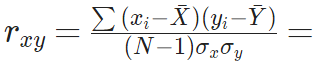 r_{xy} = \frac{\sum (x_i - \bar{X})(y_i - \bar{Y})}{(N-1)\sigma_x \sigma_y} =